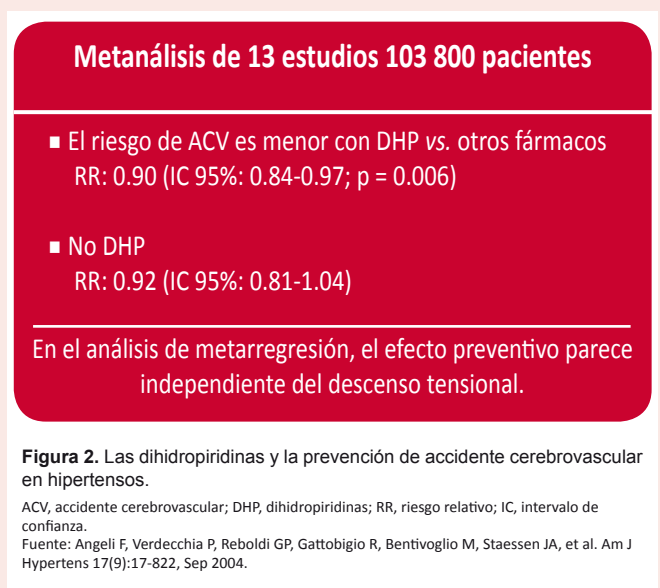 Metanálisis de 13 estudios 103 800 pacientes
▪ El riesgo de ACV es menor con DHP vs. otros fármacos
RR: 0.90 (IC 95%: 0.84-0.97; p = 0.006)
▪ No DHP
RR: 0.92 (IC 95%: 0.81-1.04)
En el análisis de metarregresión, el efecto preventivo parece
independiente del descenso tensional.
Figura 2. Las dihidropiridinas y la prevención de accidente cerebrovascular
en hipertensos.
ACV, accidente cerebrovascular; DHP, dihidropiridinas; RR, riesgo relativo; IC, intervalo de
confianza.
Fuente: Angeli F, Verdecchia P, Reboldi GP, Gattobigio R, Bentivoglio M, Staessen JA, et al. Am J
Hypertens 17(9):17-822, Sep 2004.